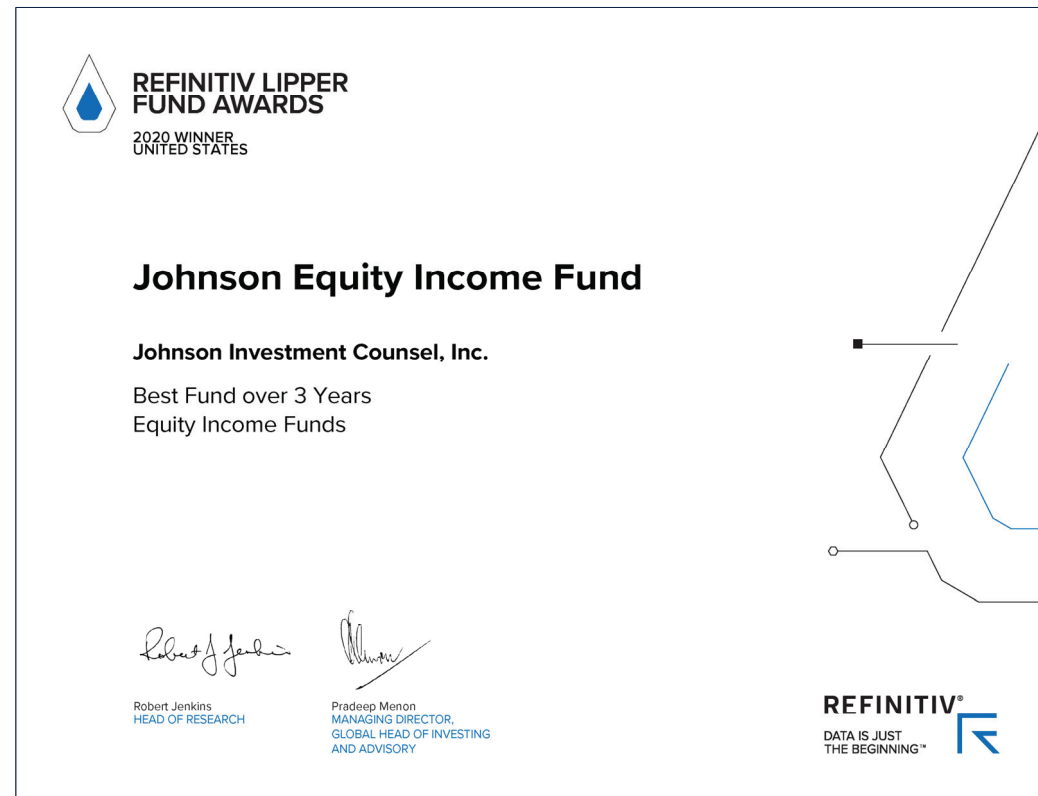 REFINITIV LIPPER
FUND AWARDS
2020 WINNER
UNITED STATES
Johnson Equity Income Fund
Johnson Investment Counsel, Inc.
Best Fund over 3 Years
Equity Income Funds
Robert J Jenkins
Robert Jenkins
HEAD OF RESEARCH
Pradeep Menon
MANAGING DIRECTOR,
GLOBAL HEAD OF INVESTING
AND ADVISORY
REFINITIV®
DATA IS JUST
THE BEGINNING™